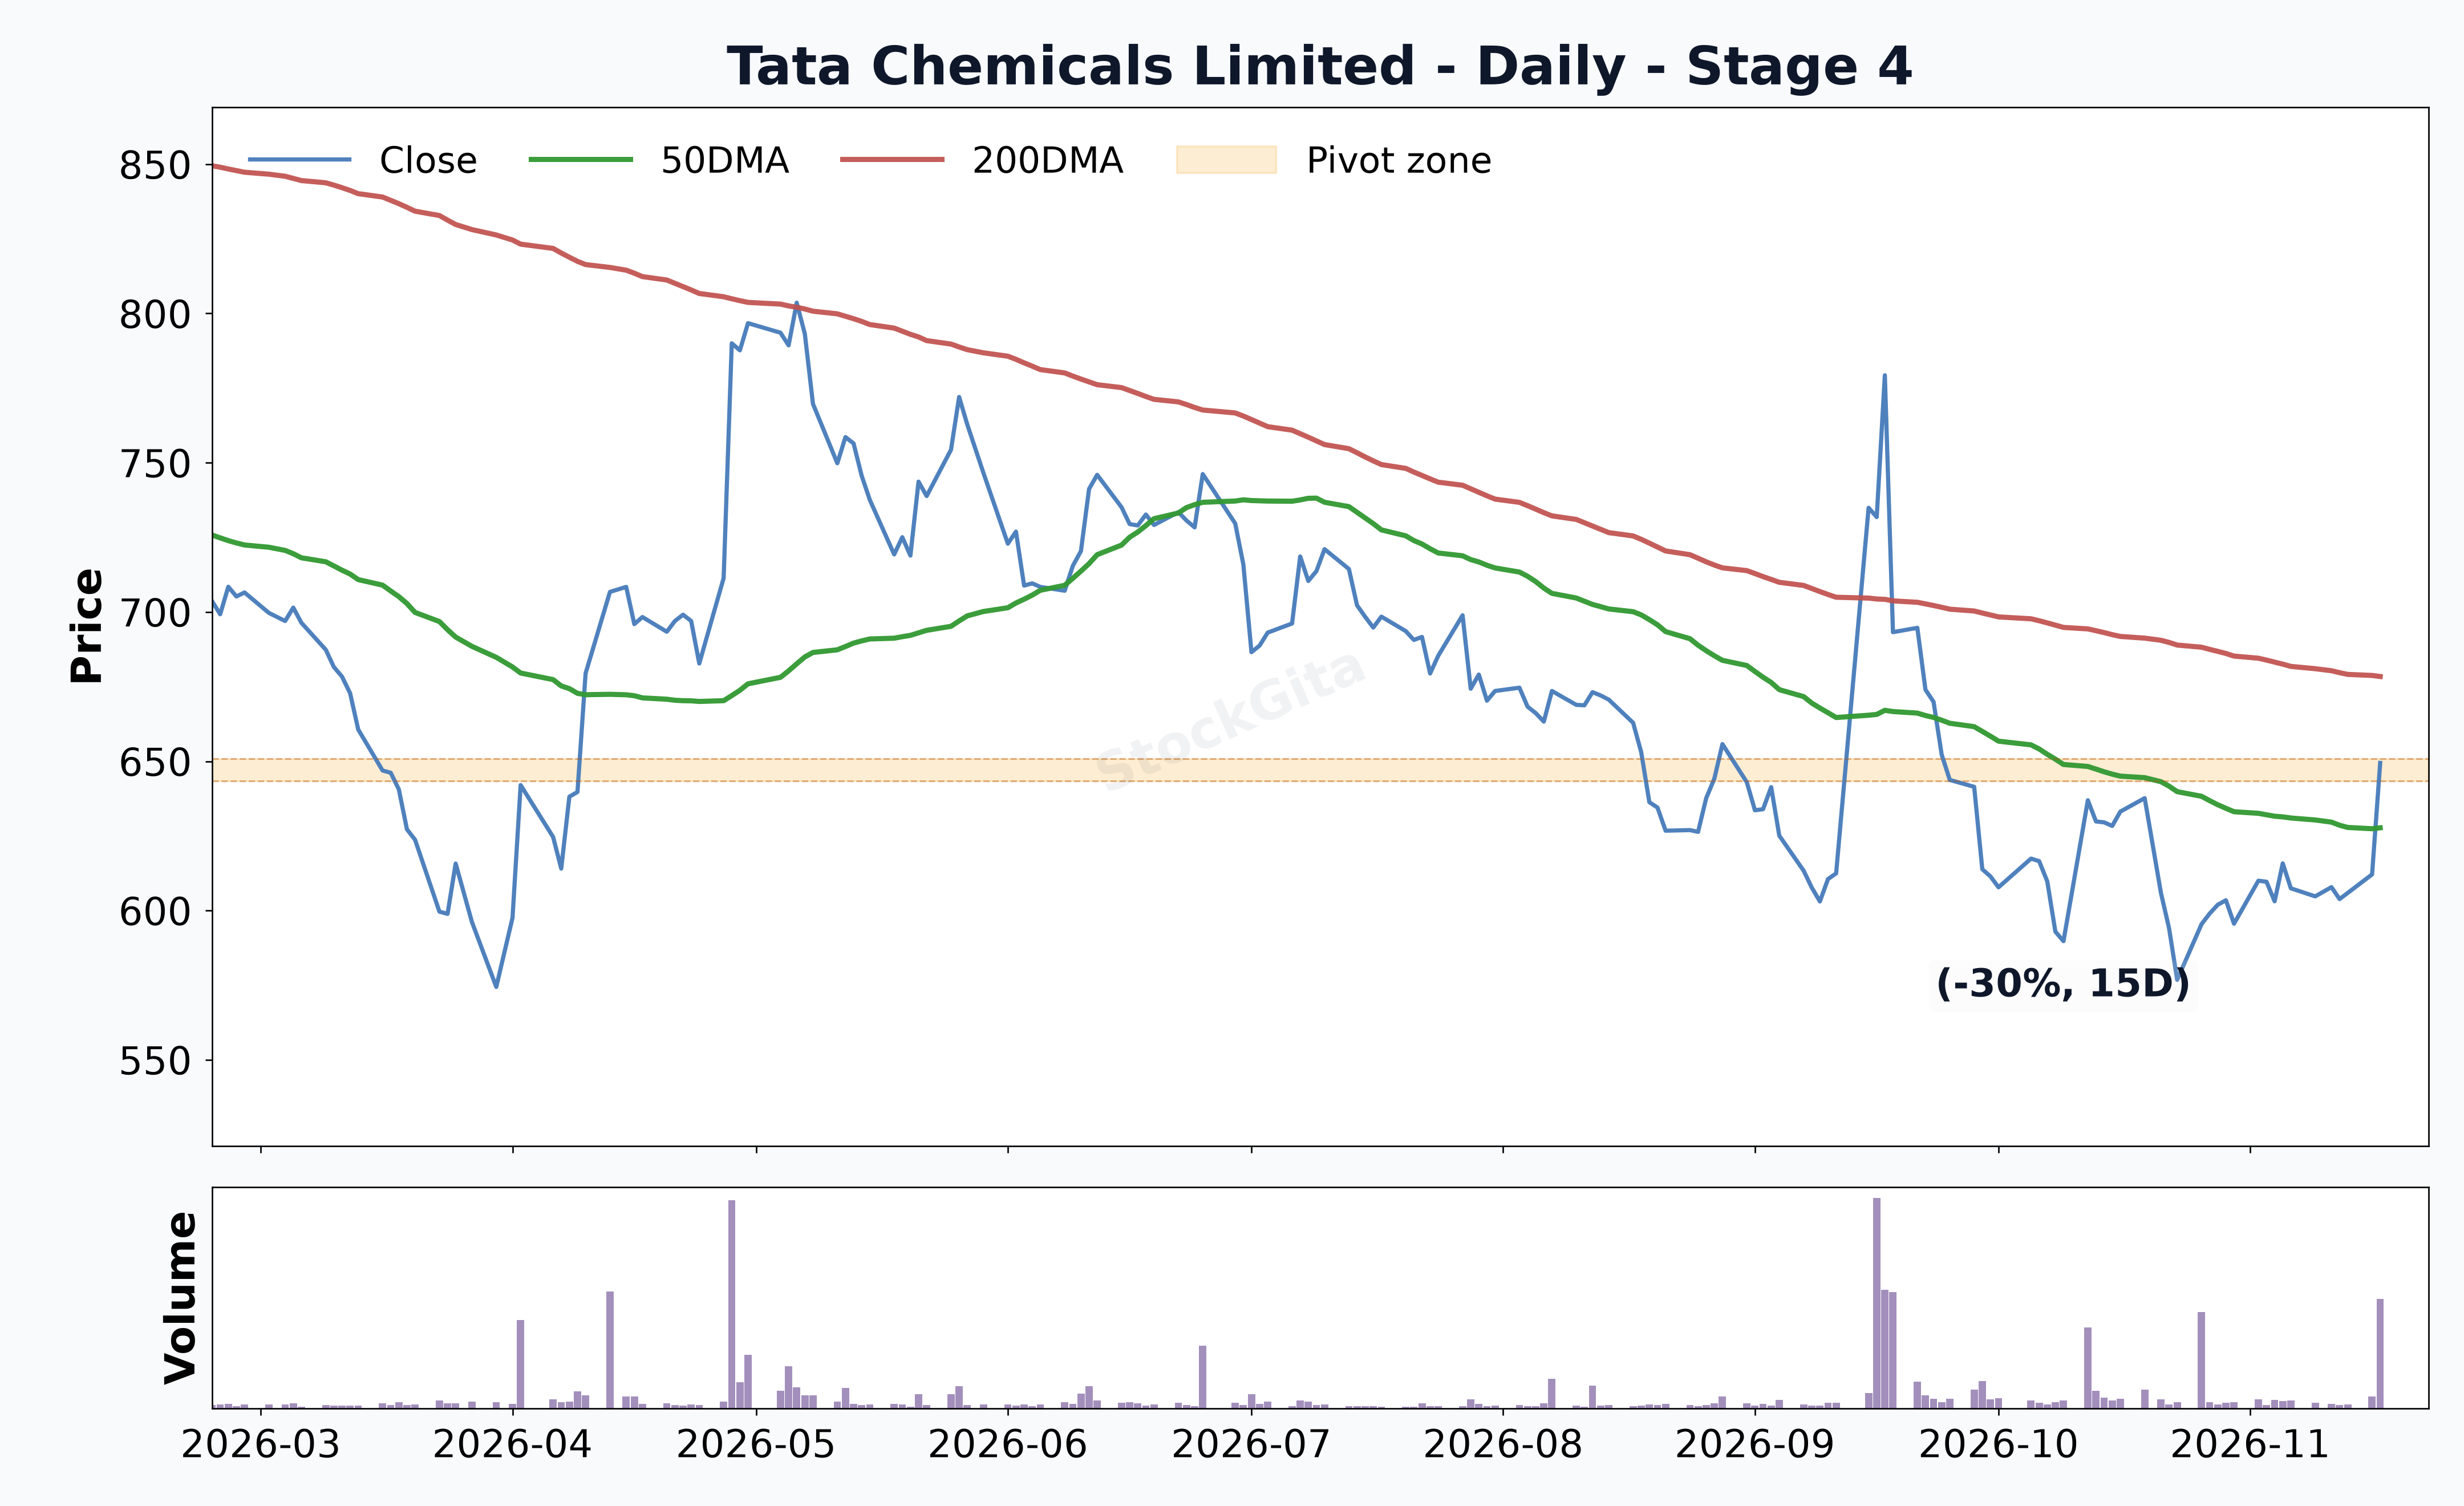 Tata Chemicals Limited - Daily - Stage 4
Close 50DMA 200DMA Pivot zone
850
800
750
700
650
600
550
Price
StockGita
(-30%, 15D)
Volume
2026-03 2026-04 2026-05 2026-06 2026-07 2026-08 2026-09 2026-10 2026-11